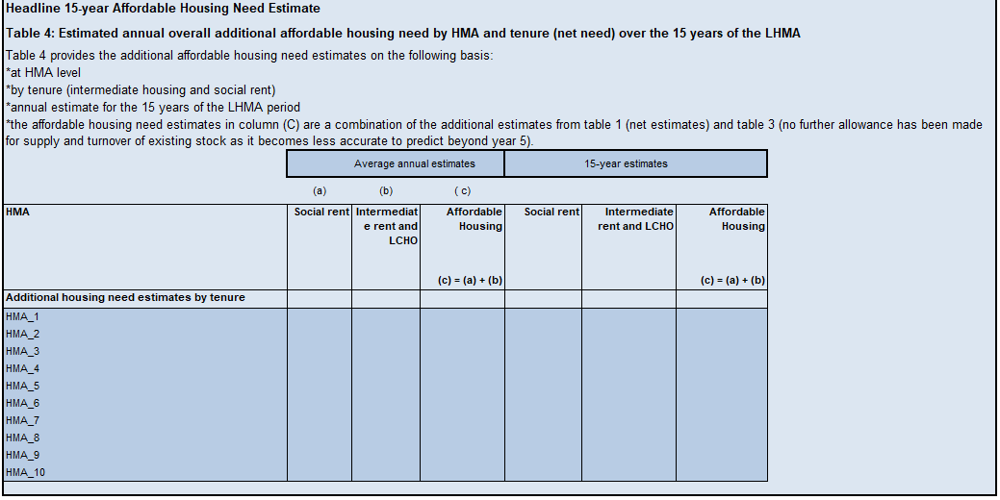 Headline 15-year Affordable Housing Need Estimate
Table 4: Estimated annual overall additional affordable housing need by HMA and tenure (net need) over the 15 years of the LHMA
Table 4 provides the additional affordable housing need estimates on the following basis:
*at HMA level
*by tenure (intermediate housing and social rent)
*annual estimate for the 15 years of the LHMA period
*the affordable housing need estimates in column (C) are a combination of the additional estimates from table 1 (net estimates) and table 3 (no further allowance has been made
for supply and turnover of existing stock as it becomes less accurate to predict beyond year 5).
Average annual estimates 15-year estimates
(a) (b) ( c)
HMA Social rent Intermediat Affordable Social rent Intermediate Affordable
e rent and Housing rent and LCHO Housing
LCHO
(c) = (a) + (b) (c) = (a) + (b)
Additional housing need estimates by tenure
HMA_1
HMA_2
HMA_3
HMA_4
HMA_5
HMA_6
HMA_7
HMA_8
HMA_9
HMA_10